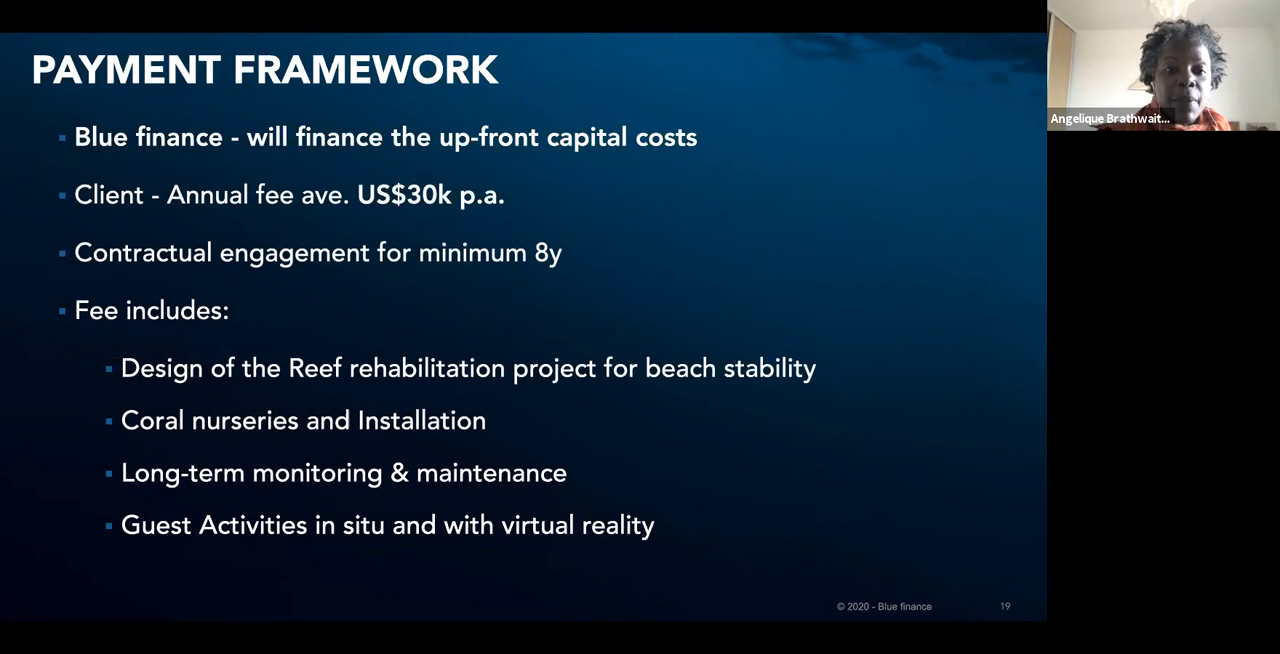 PAYMENT FRAMEWORK
Blue finance - will finance the up-front capital costs
Client - Annual fee ave. US$30k p.a.
Contractual engagement for minimum 8y
Fee includes:
Design of the Reef rehabilitation project for beach stability
Coral nurseries and Installation
Long-term monitoring & maintenance
Guest Activities in situ and with virtual reality
© 2020 - Blue finance
19
Angelique Brathwait...